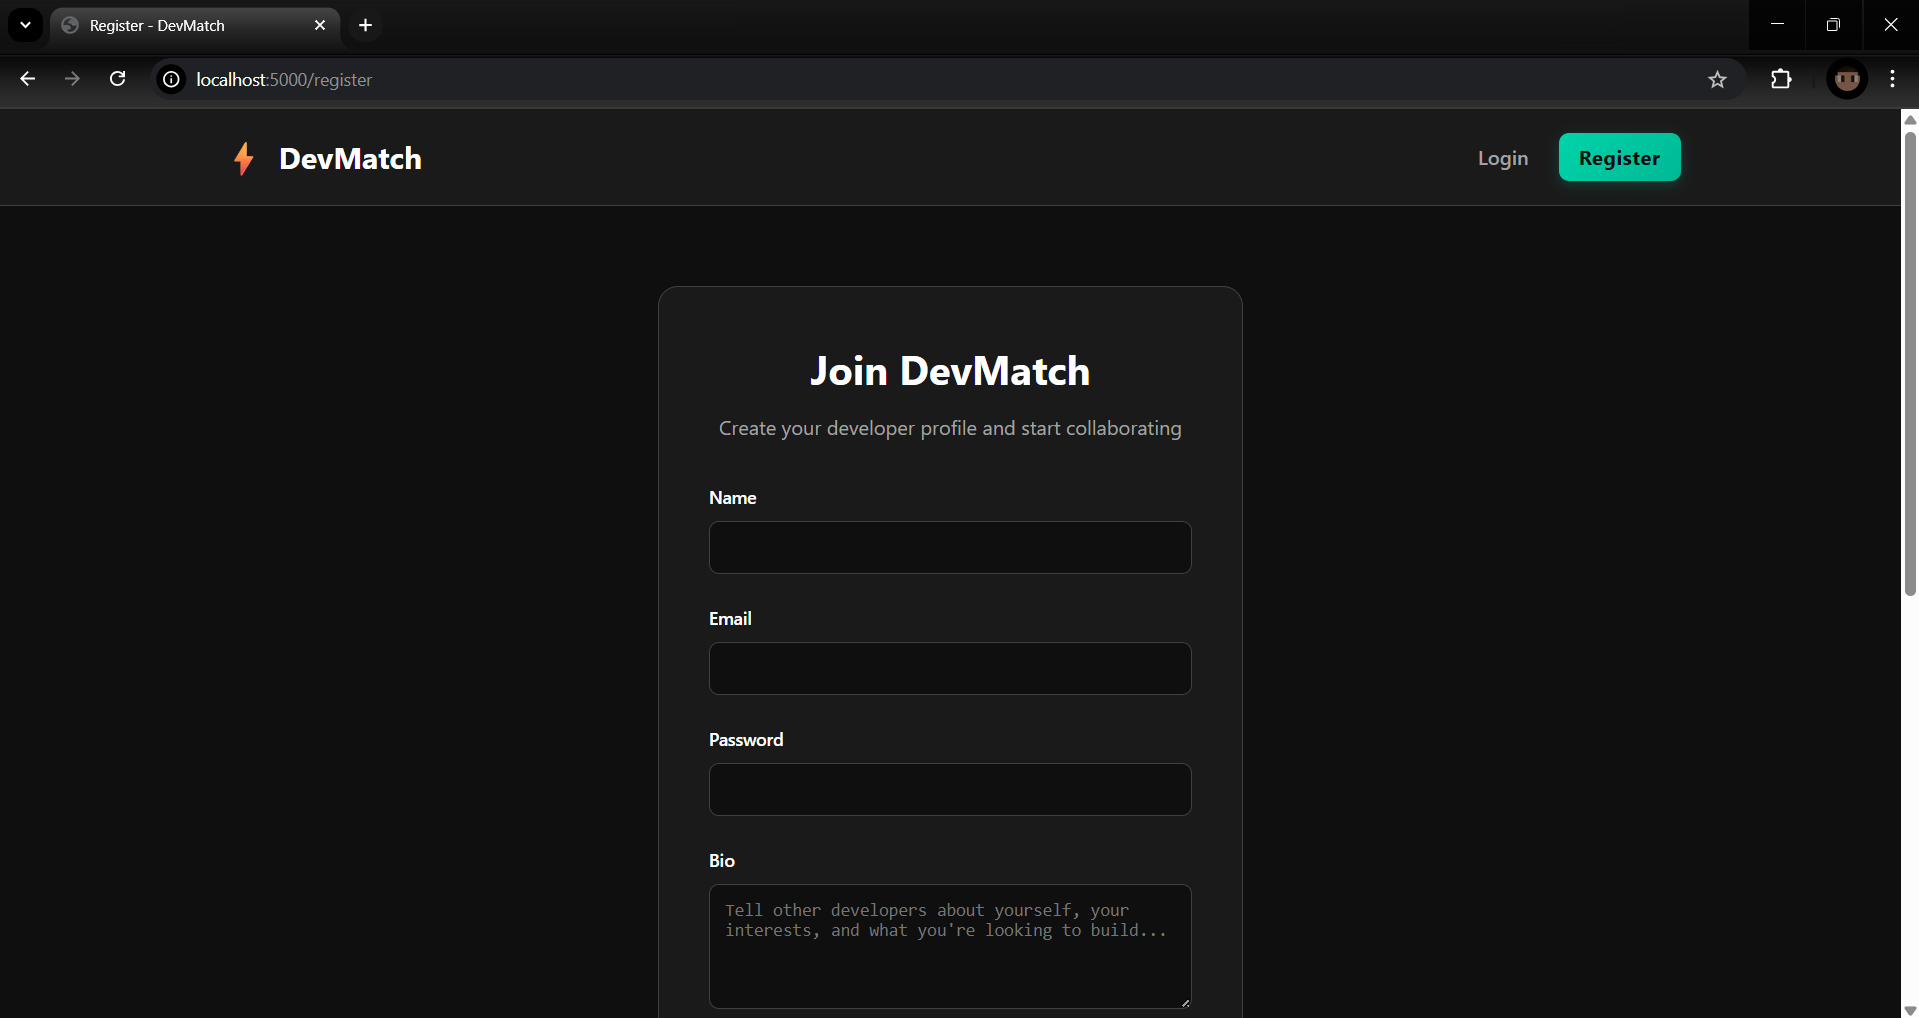 Register - DevMatch
localhost:5000/register
DevMatch
Login
Register
Join DevMatch
Create your developer profile and start collaborating
Name
Email
Password
Bio
Tell other developers about yourself, your
interests, and what you're looking to build...